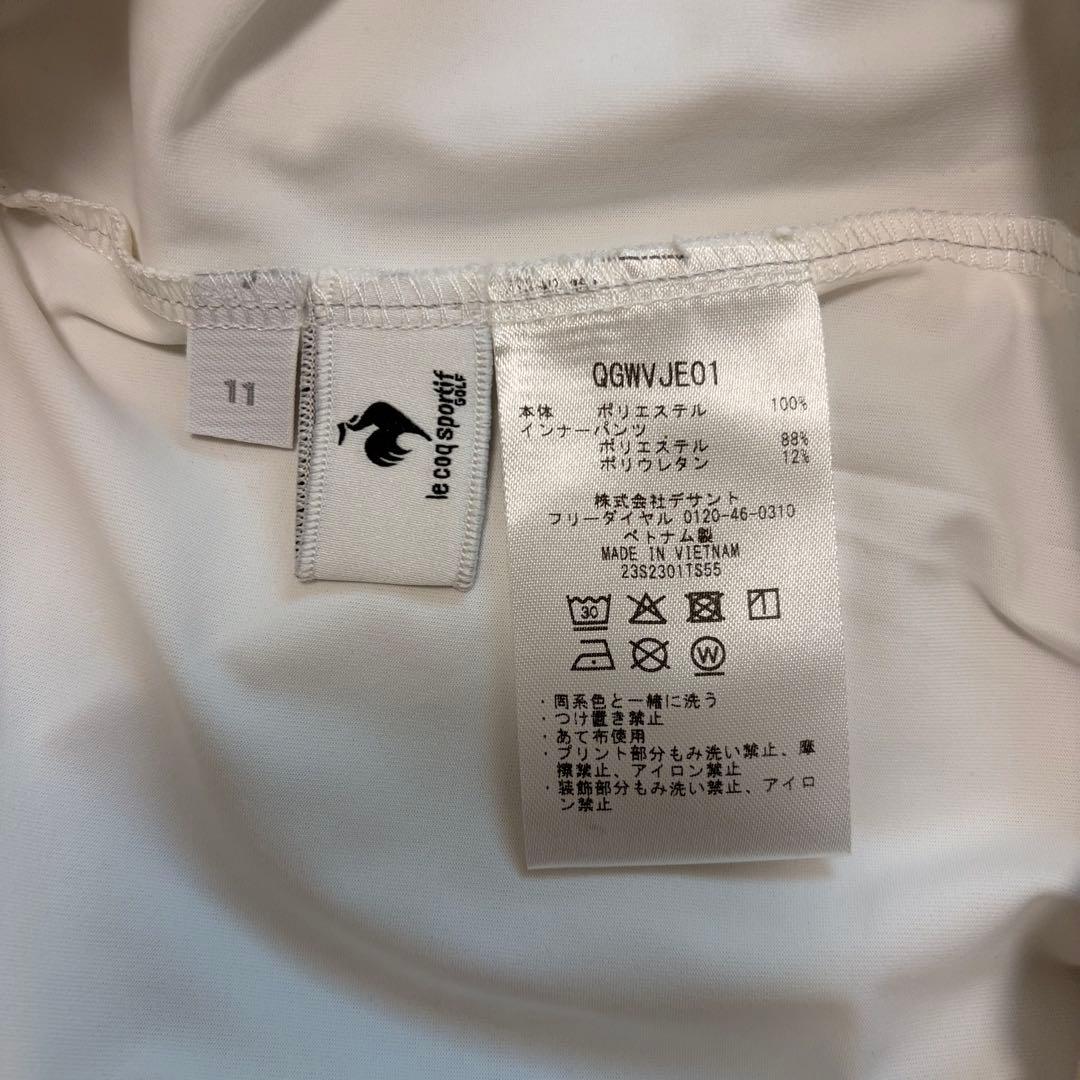 11
le coq sportif
GOLF
QGWVJE01
本体 ポリエステル 100%
インナーパンツ
ポリエステル 88%
ポリウレタン 12%
株式会社デサント
フリーダイヤル 0120-46-0310
ベトナム製
MADE IN VIETNAM
23S2301TS55
30
1
W
・同系色と一緒に洗う
・つけ置き禁止
・あて布使用
・プリント部分もみ洗い禁止、摩
擦禁止、アイロン禁止
・装飾部分もみ洗い禁止、アイロ
ン禁止